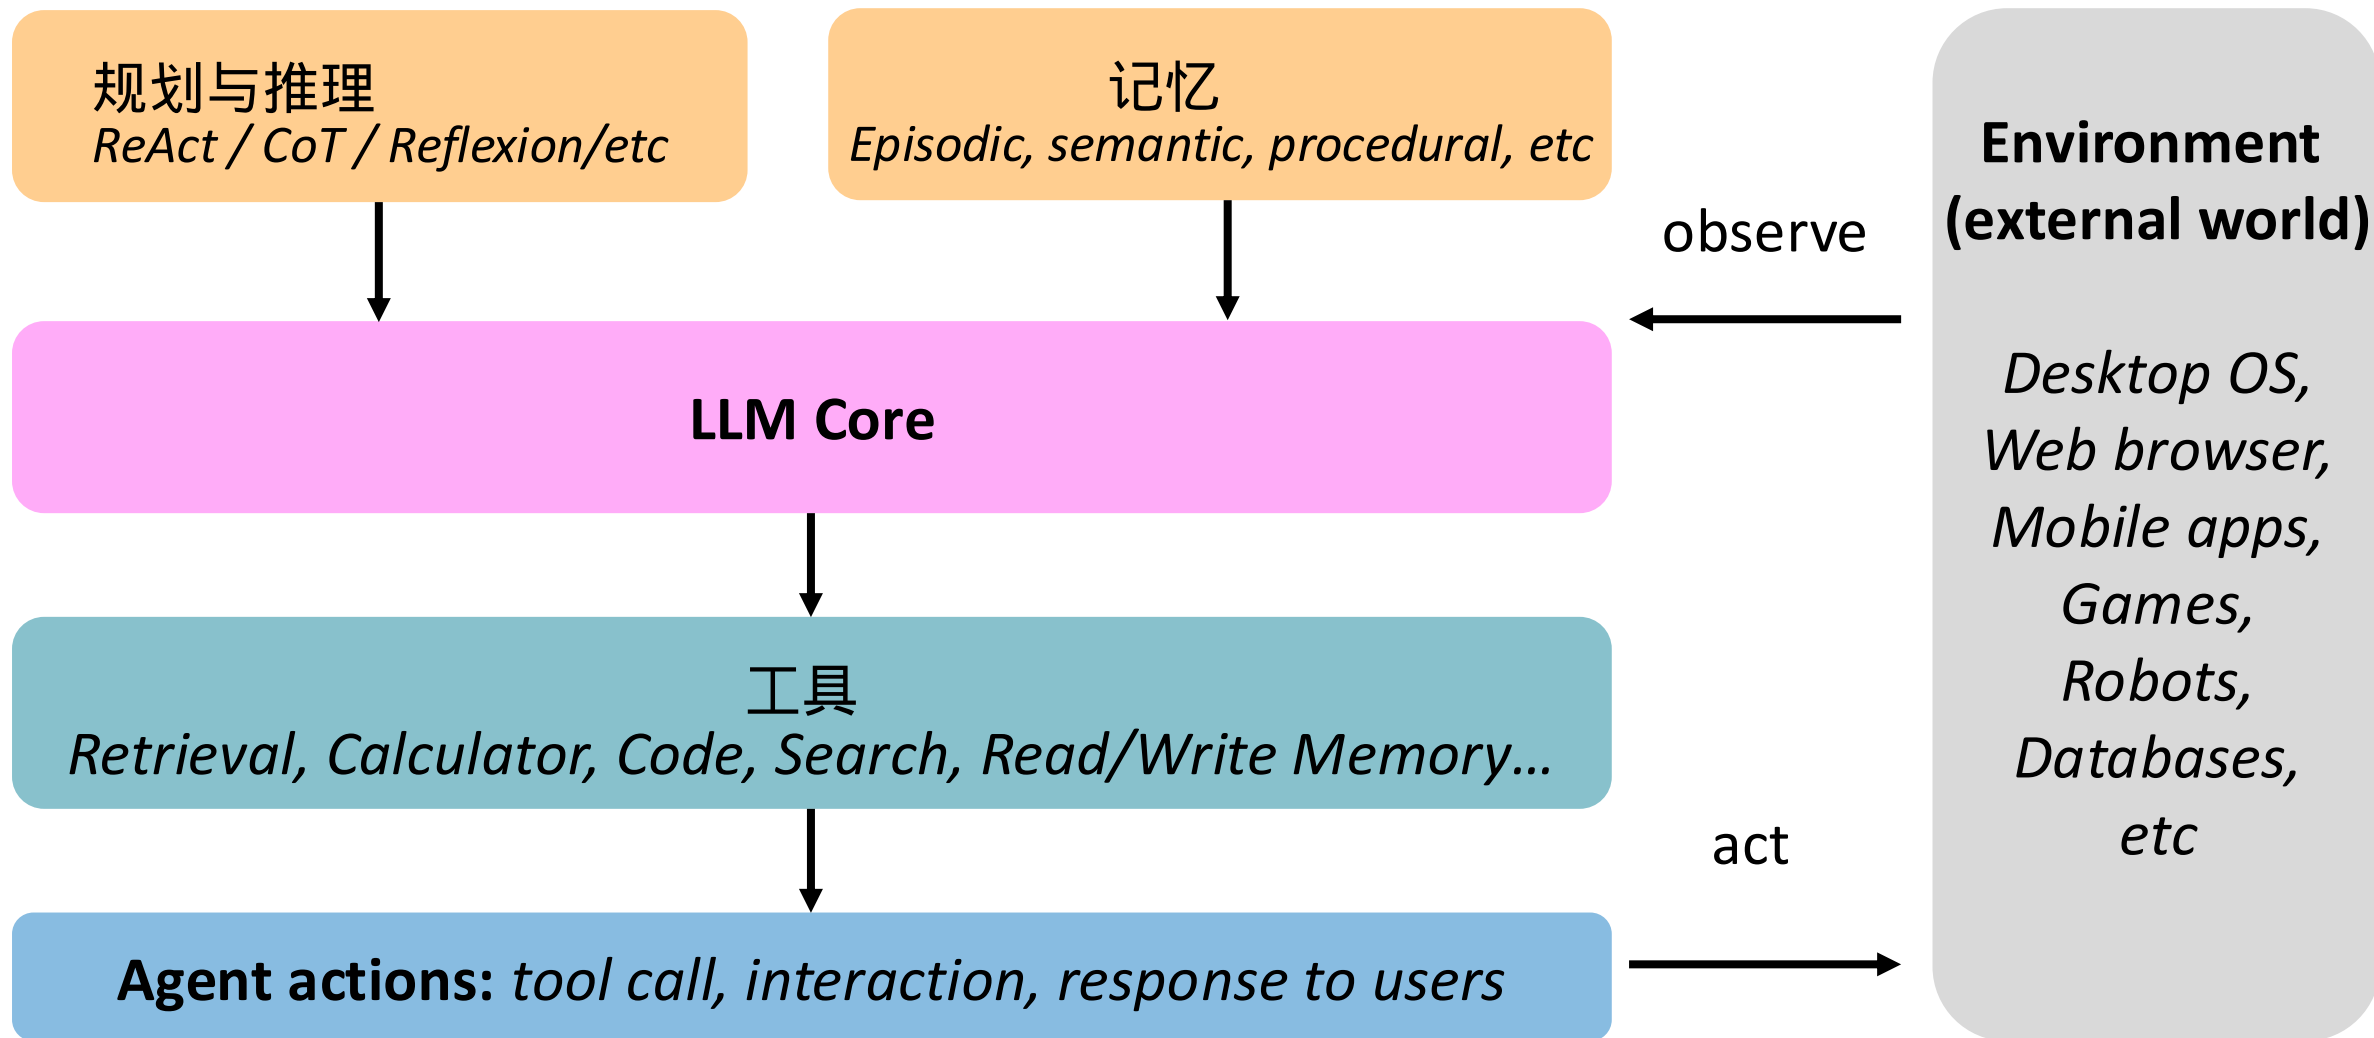 规划与推理
ReAct / CoT / Reflexion/etc
记忆
Episodic, semantic, procedural, etc
observe
LLM Core
工具
Retrieval, Calculator, Code, Search, Read/Write Memory...
act
Agent actions: tool call, interaction, response to users
Environment
(external world)
Desktop OS,
Web browser,
Mobile apps,
Games,
Robots,
Databases,
etc